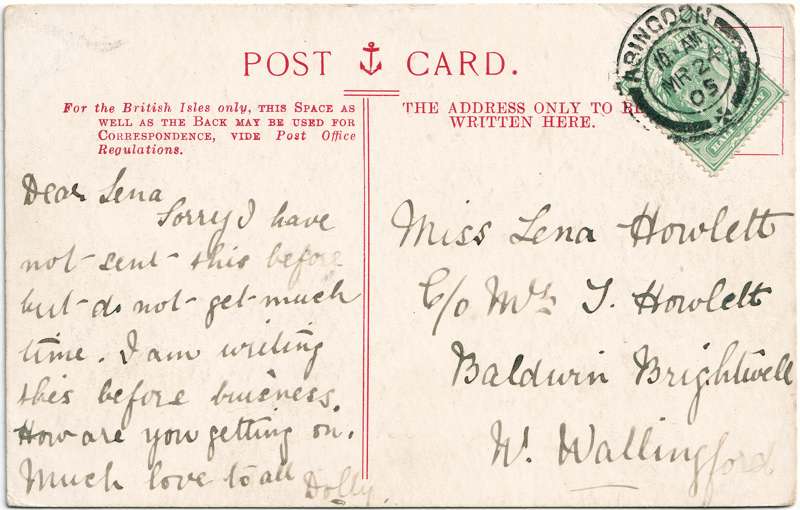 POST CARD.
For the British Isles only, THIS SPACE AS
WELL AS THE BACK MAY BE USED FOR
CORRESPONDENCE, VIDE Post Office
Regulations.
THE ADDRESS ONLY TO BE
WRITTEN HERE.
ABINGDON
MR 2
05
HALF PENNY
Dear Lena
Sorry I have
not sent this before
but do not get much
time. I am writing
this before business.
How are you getting on.
Much love to all
Dolly.
Miss Lena Howlett
C/o Mrs T. Howlett
Baldwin Brightwell
Nr. Wallingford